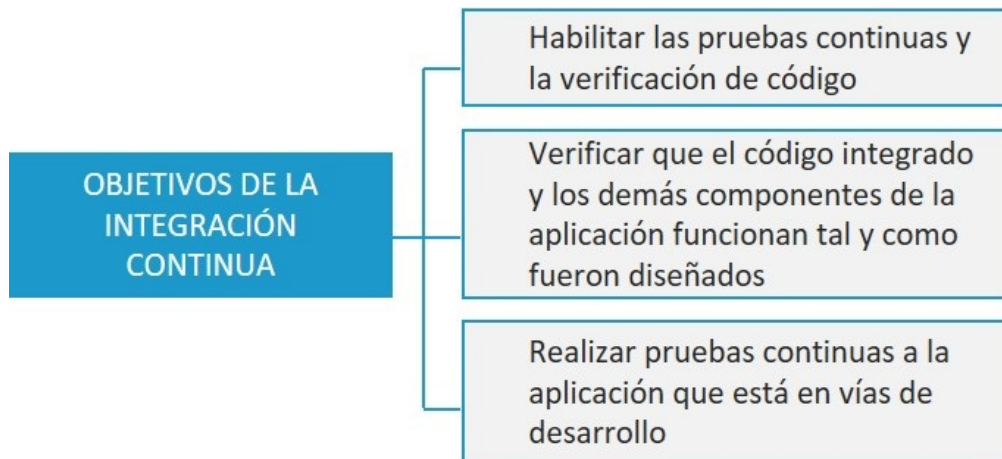 OBJETIVOS DE LA
INTEGRACIÓN
CONTINUA
Habilitar las pruebas continuas y
la verificación de código
Verificar que el código integrado
y los demás componentes de la
aplicación funcionan tal y como
fueron diseñados
Realizar pruebas continuas a la
aplicación que está en vías de
desarrollo